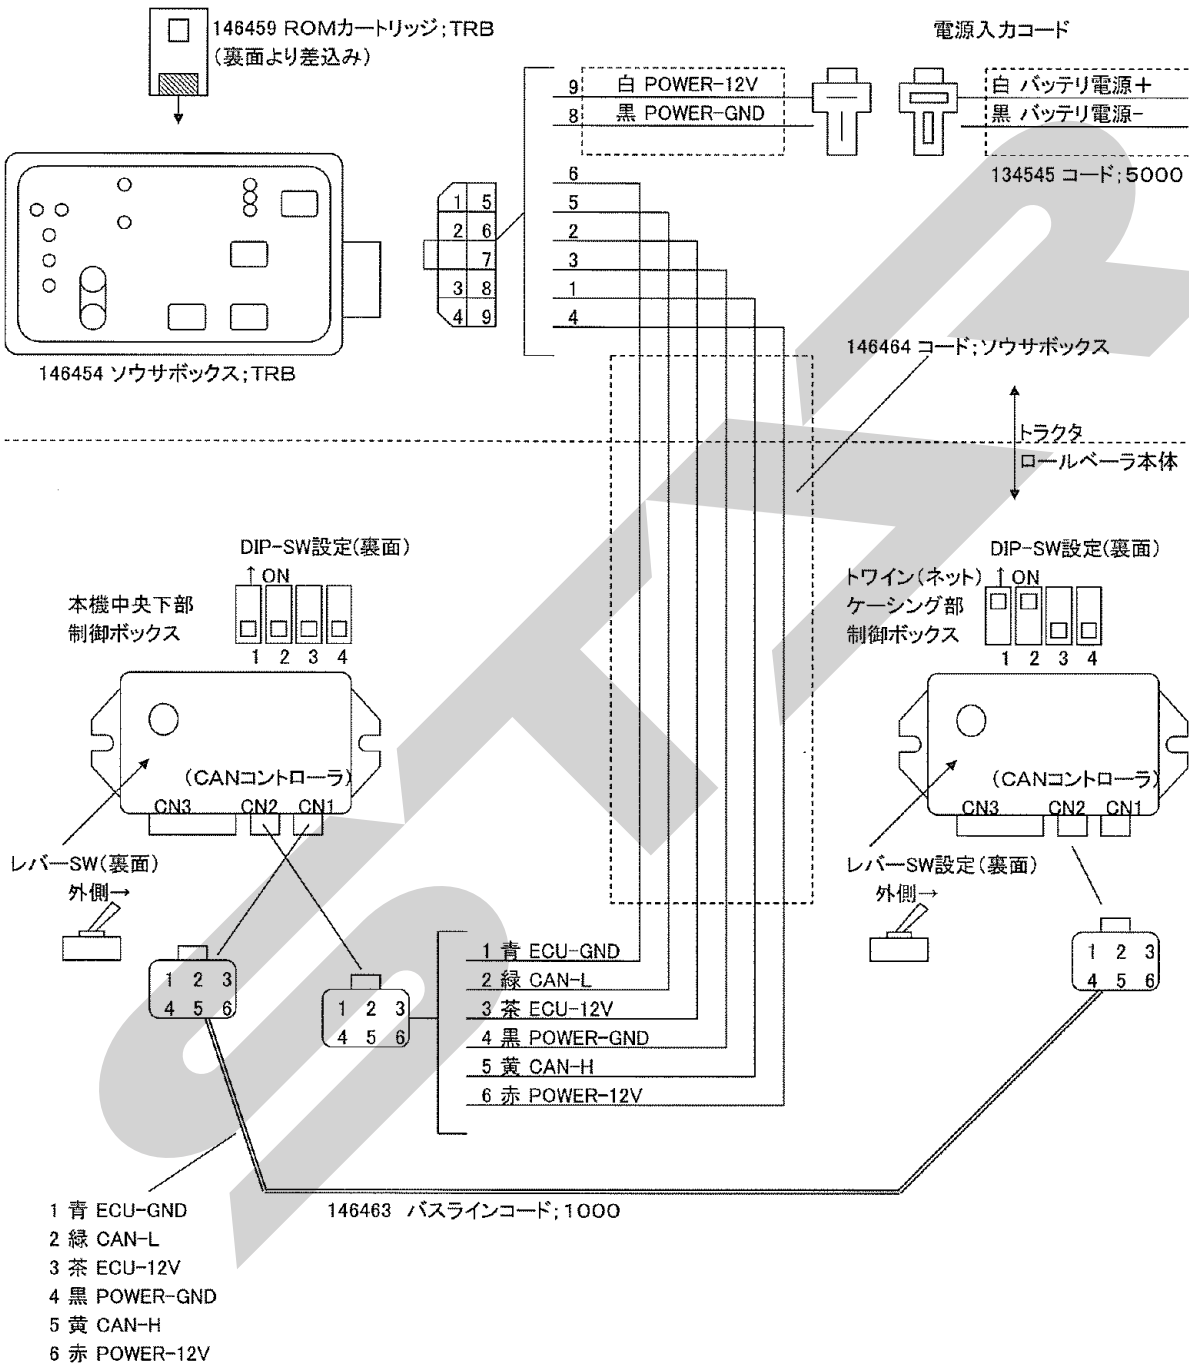 146459 ROMカートリッジ;TRB
(裏面より差込み)
電源入力コード
9 白 POWER-12V
8 黒 POWER-GND
白 バッテリ電源+
黒 バッテリ電源-
134545 コード;5000
6
5
2
3
1
4
1 5
2 6
7
3 8
4 9
146454 ソウサボックス;TRB
146464 コード;ソウサボックス
トラクタ
ロールベーラ本体
DIP-SW設定(裏面)
↑ON
本機中央下部
制御ボックス
1 2 3 4
(CANコントローラ)
CN3 CN2 CN1
レバーSW(裏面)
外側→
DIP-SW設定(裏面)
トワイン(ネット)
↑ON
ケーシング部
制御ボックス
1 2 3 4
(CANコントローラ)
CN3 CN2 CN1
レバーSW設定(裏面)
外側→
1 2 3
4 5 6
1 2 3
4 5 6
1 青 ECU-GND
2 緑 CAN-L
3 茶 ECU-12V
4 黒 POWER-GND
5 黄 CAN-H
6 赤 POWER-12V
1 2 3
4 5 6
146463 バスラインコード;1000
1 青 ECU-GND
2 緑 CAN-L
3 茶 ECU-12V
4 黒 POWER-GND
5 黄 CAN-H
6 赤 POWER-12V
STAR